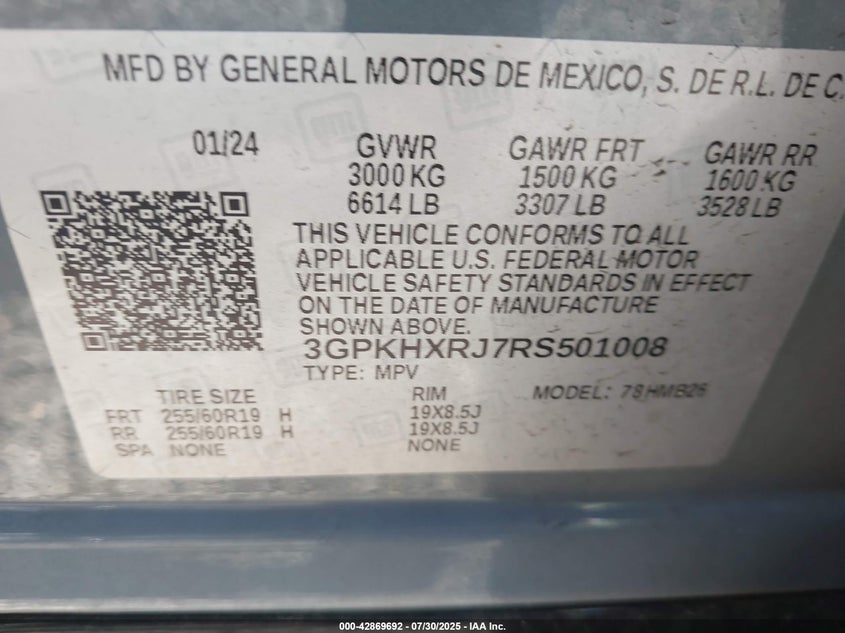 MFD BY GENERAL MOTORS DE MEXICO, S. DE R.L. DE C.
01/24 GVWR GAWR FRT GAWR RR
3000 KG 1500 KG 1600 KG
6614 LB 3307 LB 3528 LB
THIS VEHICLE CONFORMS TO ALL
APPLICABLE U.S. FEDERAL MOTOR
VEHICLE SAFETY STANDARDS IN EFFECT
ON THE DATE OF MANUFACTURE
SHOWN ABOVE.
3GPKHXRJ7RS501008
TYPE: MPV
TIRE SIZE RIM MODEL: 78HMB26
FRT 255/60R19 H 19X8.5J
RR 255/60R19 H 19X8.5J
SPA NONE NONE
000-42869692 - 07/30/2025 - IAA Inc.